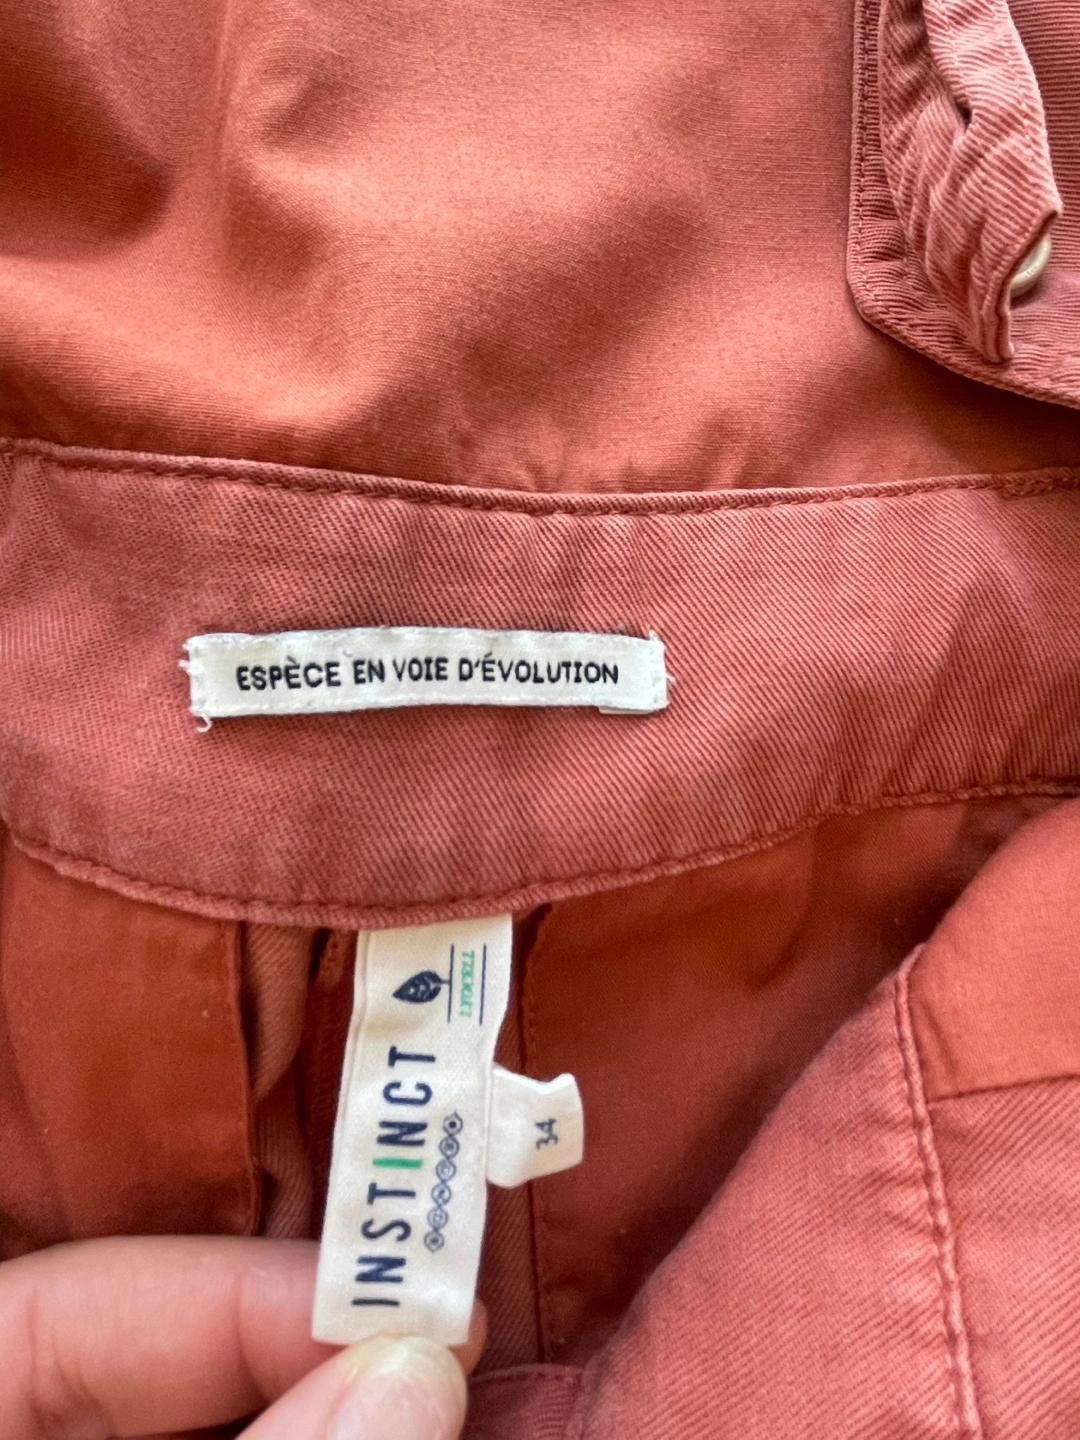 ESPÈCE EN VOIE D'ÉVOLUTION
INSTINCT
34